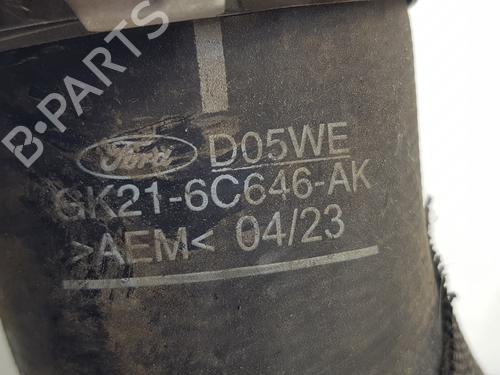 B-PARTS
Ford D05WE
GK21-6C646-AK
>AEM< 04/23